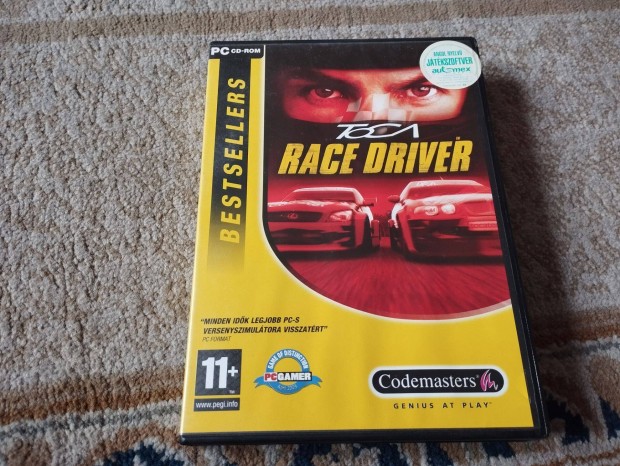 PC CD-ROM
BESTSELLERS
JÁTÉKSZOFTVER
automex
TOCA
RACE DRIVER
"MINDEN IDŐK LEGJOBB PC-S
VERSENYSZIMULÁTORA VISSZATÉRT"
PC FORMAT
11+
www.pegi.info
GAME OF DISTINCTION
PC GAMER
Codemasters
GENIUS AT PLAY